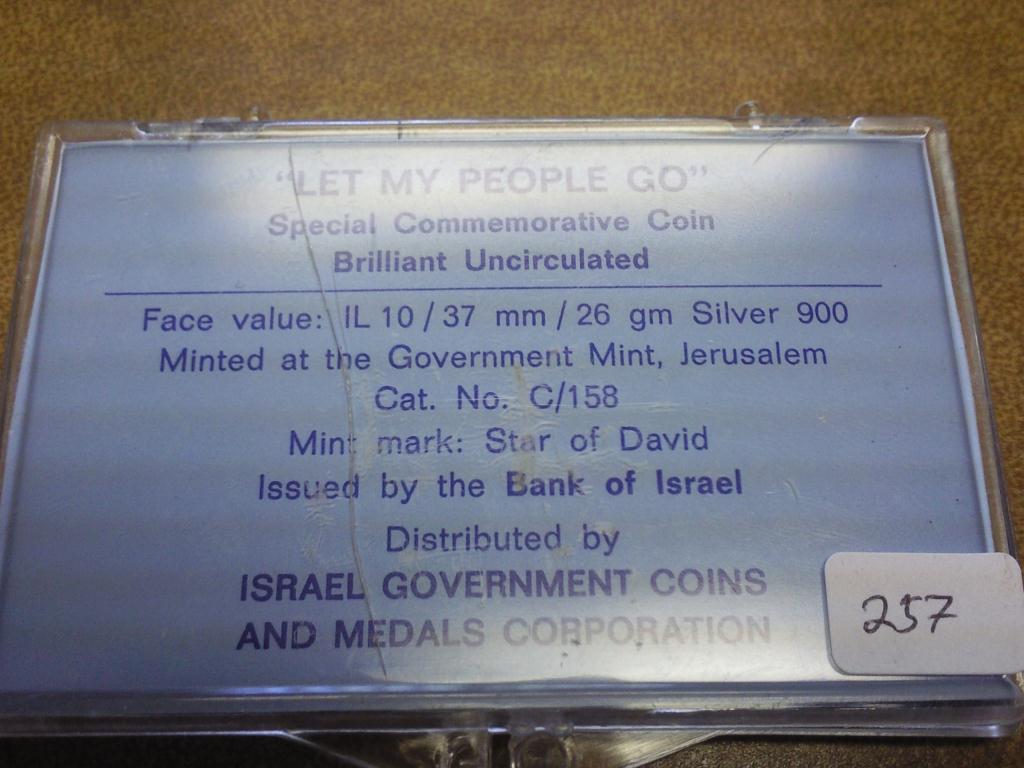 “LET MY PEOPLE GO”
Special Commemorative Coin
Brilliant Uncirculated
Face value: IL 10 / 37 mm / 26 gm Silver 900
Minted at the Government Mint, Jerusalem
Cat. No. C/158
Mint mark: Star of David
Issued by the Bank of Israel
Distributed by
ISRAEL GOVERNMENT COINS
AND MEDALS CORPORATION
257